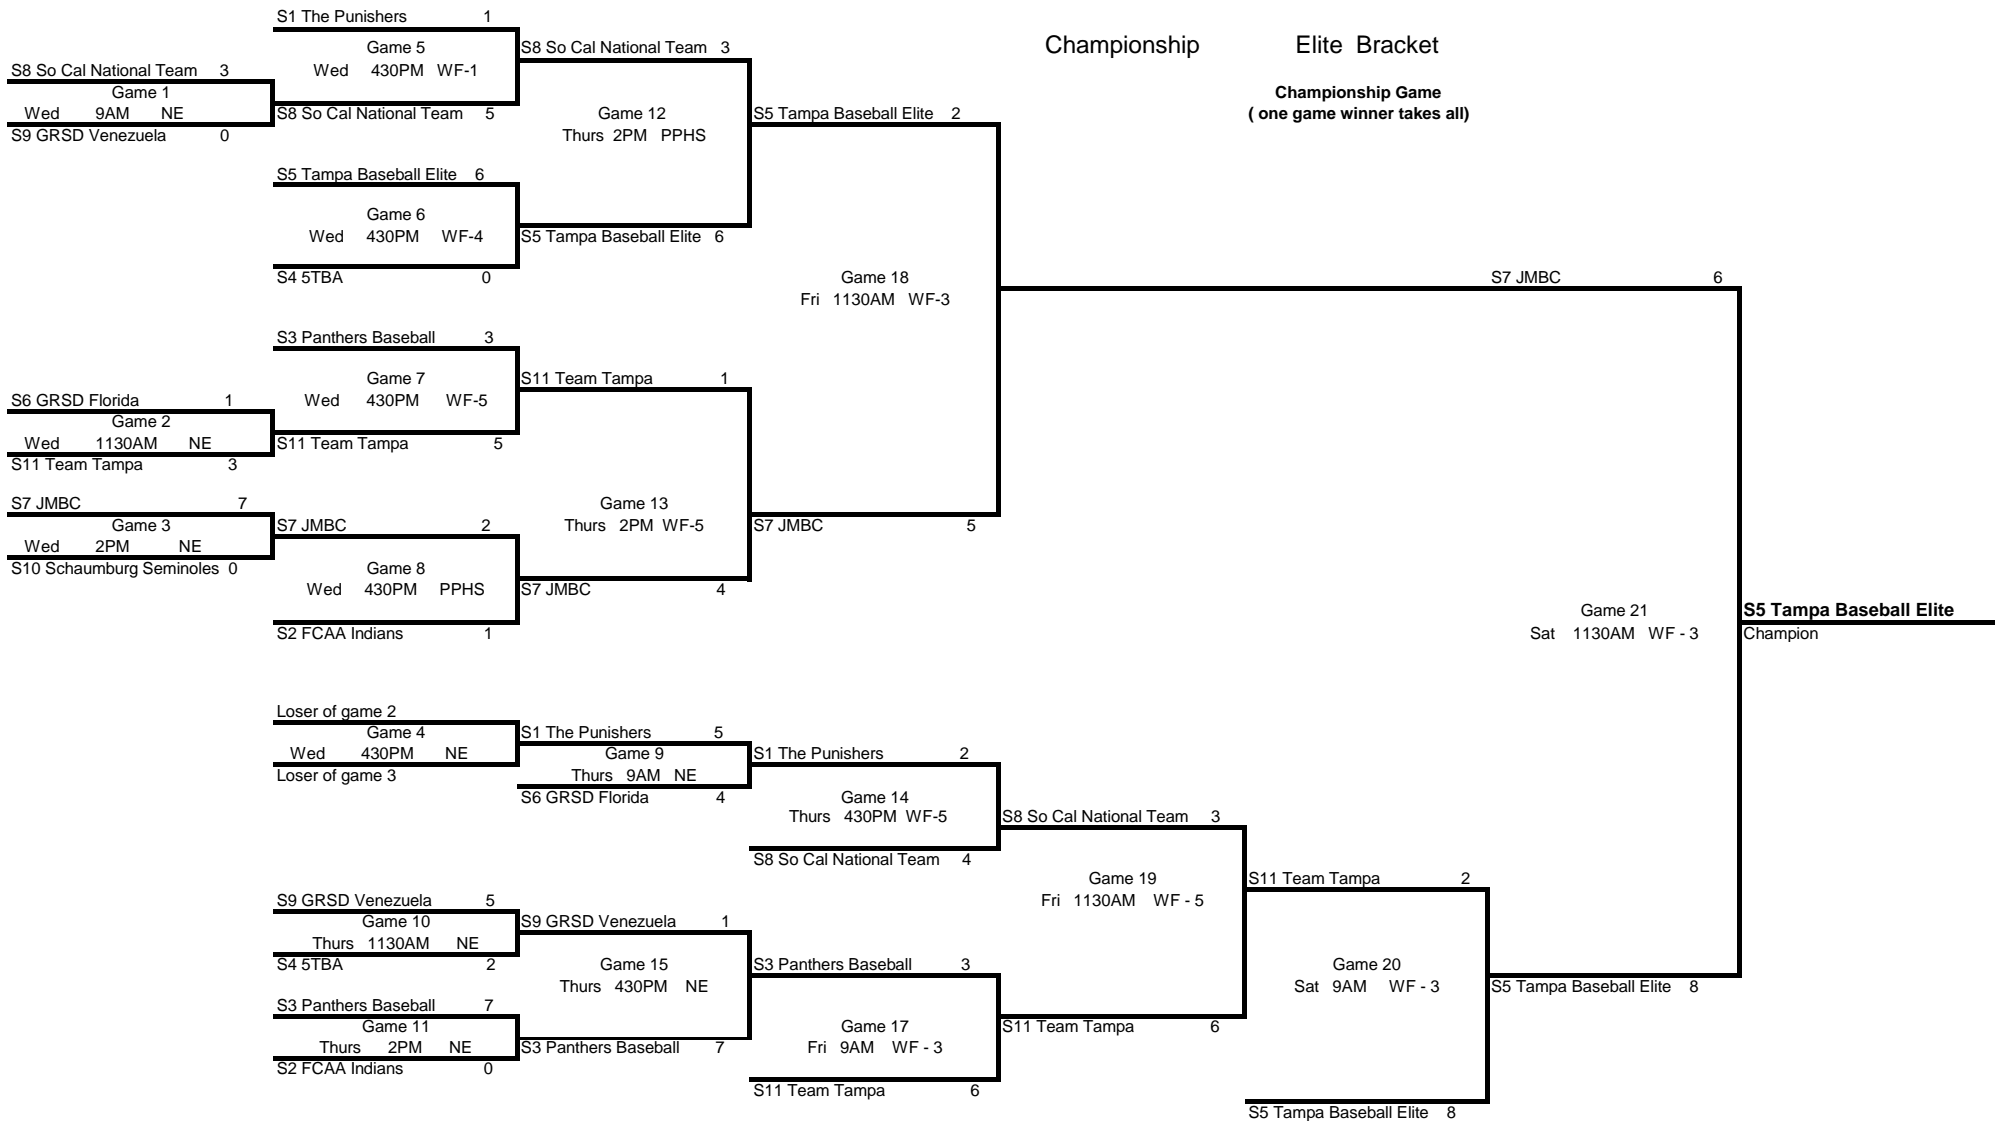 S1 The Punishers 1
Championship Elite Bracket
Game 5
S8 So Cal National Team 3
S8 So Cal National Team 3
Wed 430PM WF-1
Game 1
Championship Game
Wed 9AM NE
S8 So Cal National Team 5
Game 12
S5 Tampa Baseball Elite 2
( one game winner takes all)
S9 GRSD Venezuela 0
Thurs 2PM PPHS
S5 Tampa Baseball Elite 6
Game 6
Wed 430PM WF-4
S5 Tampa Baseball Elite 6
S4 5TBA 0
Game 18
S7 JMBC 6
Fri 1130AM WF-3
S3 Panthers Baseball 3
Game 7
S11 Team Tampa 1
S6 GRSD Florida 1
Wed 430PM WF-5
Game 2
Wed 1130AM NE
S11 Team Tampa 5
S11 Team Tampa 3
S7 JMBC 7
Game 13
Game 3
S7 JMBC 2
Thurs 2PM WF-5
S7 JMBC 5
Wed 2PM NE
S10 Schaumburg Seminoles 0
Game 8
Wed 430PM PPHS
S7 JMBC 4
Game 21
S5 Tampa Baseball Elite
S2 FCAA Indians 1
Sat 1130AM WF - 3
Champion
Loser of game 2
Game 4
S1 The Punishers 5
Wed 430PM NE
Game 9
S1 The Punishers 2
Loser of game 3
Thurs 9AM NE
S6 GRSD Florida 4
Game 14
Thurs 430PM WF-5
S8 So Cal National Team 3
S8 So Cal National Team 4
Game 19
S11 Team Tampa 2
S9 GRSD Venezuela 5
Fri 1130AM WF - 5
Game 10
S9 GRSD Venezuela 1
Thurs 1130AM NE
S4 5TBA 2
Game 15
S3 Panthers Baseball 3
Game 20
Thurs 430PM NE
Sat 9AM WF - 3
S5 Tampa Baseball Elite 8
S3 Panthers Baseball 7
Game 11
Game 17
S11 Team Tampa 6
Thurs 2PM NE
S3 Panthers Baseball 7
Fri 9AM WF - 3
S2 FCAA Indians 0
S11 Team Tampa 6
S5 Tampa Baseball Elite 8